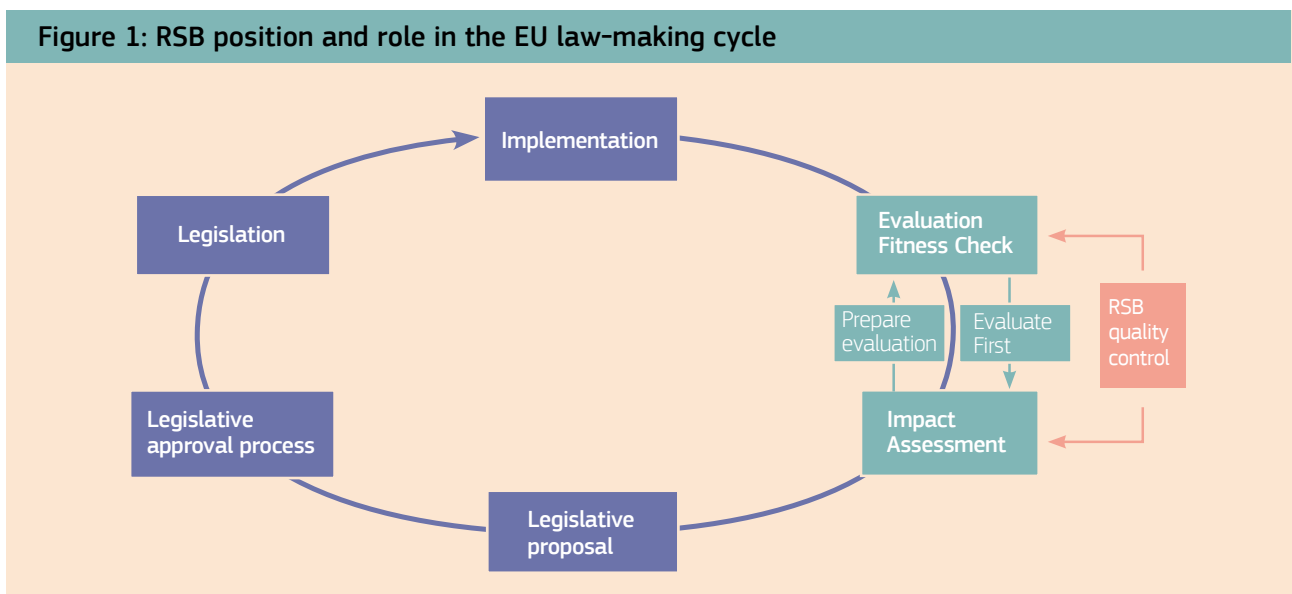 Figure 1: RSB position and role in the EU law-making cycle
Implementation
Legislation
Evaluation
Fitness Check
Prepare
evaluation
Evaluate
First
RSB
quality
control
Legislative
approval process
Impact
Assessment
Legislative
proposal